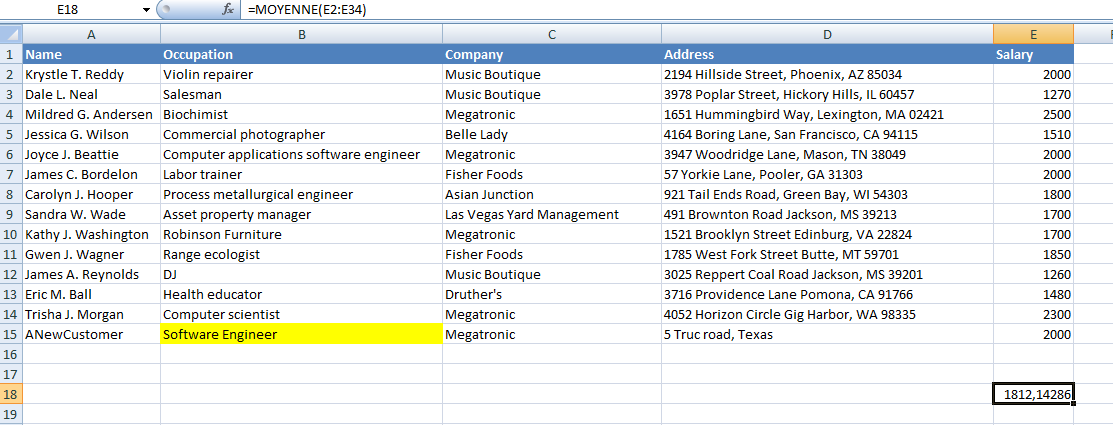 E18 fx =MOYENNE(E2:E34)
A B C D E
1 Name Occupation Company Address Salary
2 Krystle T. Reddy Violin repairer Music Boutique 2194 Hillside Street, Phoenix, AZ 85034 2000
3 Dale L. Neal Salesman Music Boutique 3978 Poplar Street, Hickory Hills, IL 60457 1270
4 Mildred G. Andersen Biochimist Megatronic 1651 Hummingbird Way, Lexington, MA 02421 2500
5 Jessica G. Wilson Commercial photographer Belle Lady 4164 Boring Lane, San Francisco, CA 94115 1510
6 Joyce J. Beattie Computer applications software engineer Megatronic 3947 Woodridge Lane, Mason, TN 38049 2000
7 James C. Bordelon Labor trainer Fisher Foods 57 Yorkie Lane, Pooler, GA 31303 2000
8 Carolyn J. Hooper Process metallurgical engineer Asian Junction 921 Tail Ends Road, Green Bay, WI 54303 1800
9 Sandra W. Wade Asset property manager Las Vegas Yard Management 491 Brownton Road Jackson, MS 39213 1700
10 Kathy J. Washington Robinson Furniture Megatronic 1521 Brooklyn Street Edinburg, VA 22824 1700
11 Gwen J. Wagner Range ecologist Fisher Foods 1785 West Fork Street Butte, MT 59701 1850
12 James A. Reynolds DJ Music Boutique 3025 Reppert Coal Road Jackson, MS 39201 1260
13 Eric M. Ball Health educator Druther's 3716 Providence Lane Pomona, CA 91766 1480
14 Trisha J. Morgan Computer scientist Megatronic 4052 Horizon Circle Gig Harbor, WA 98335 2300
15 ANewCustomer Software Engineer Megatronic 5 Truc road, Texas 2000
16
17
18 1812,14286
19